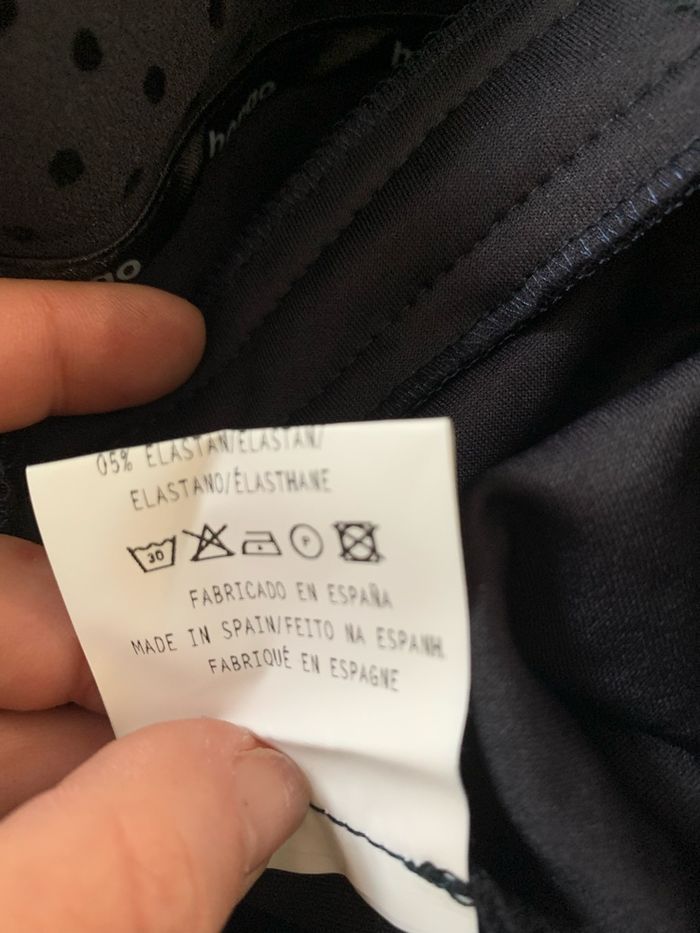 05% ELASTAN/ELASTAN/
ELASTANO/ÉLASTHANE
30
P
FABRICADO EN ESPAÑA
MADE IN SPAIN/FEITO NA ESPANH
FABRIQUÉ EN ESPAGNE